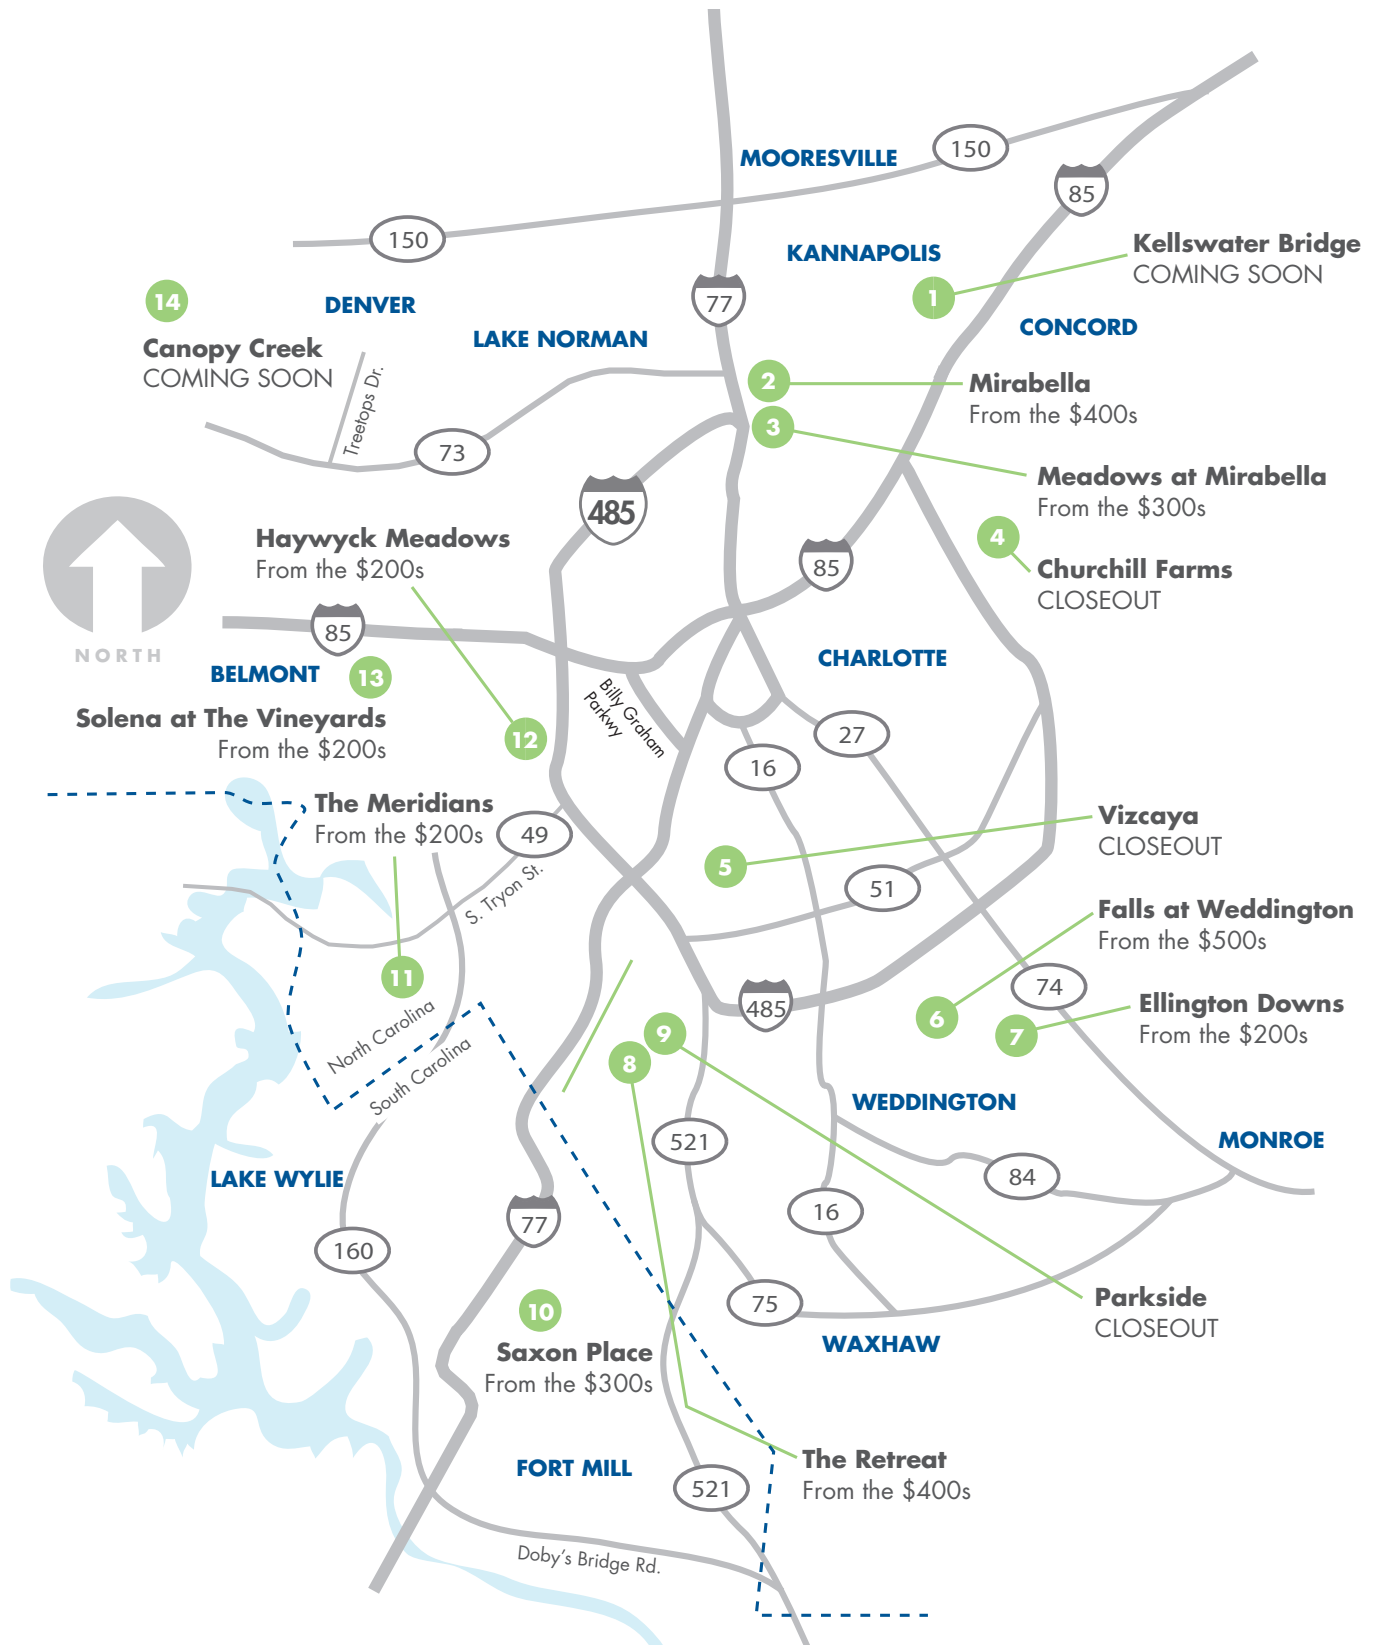 MOORESVILLE
150
85
150
KANNAPOLIS
Kellswater Bridge
COMING SOON
1
77
14
DENVER
CONCORD
LAKE NORMAN
Canopy Creek
COMING SOON
Treetops Dr.
2
Mirabella
From the $400s
3
73
Meadows at Mirabella
From the $300s
485
Haywyck Meadows
From the $200s
4
Churchill Farms
CLOSEOUT
85
85
NORTH
BELMONT
13
CHARLOTTE
Solena at The Vineyards
From the $200s
12
Billy Graham
Parkwy
27
16
The Meridians
From the $200s
49
Vizcaya
CLOSEOUT
5
51
S. Tryon St.
Falls at Weddington
From the $500s
11
74
485
6
Ellington Downs
From the $200s
7
9
8
North Carolina
South Carolina
WEDDINGTON
521
MONROE
LAKE WYLIE
84
16
77
160
75
10
Parkside
CLOSEOUT
WAXHAW
Saxon Place
From the $300s
FORT MILL
The Retreat
From the $400s
521
Doby's Bridge Rd.